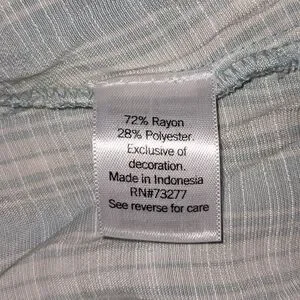 72% Rayon
28% Polyester.
Exclusive of
decoration.
Made in Indonesia
RN#73277
See reverse for care